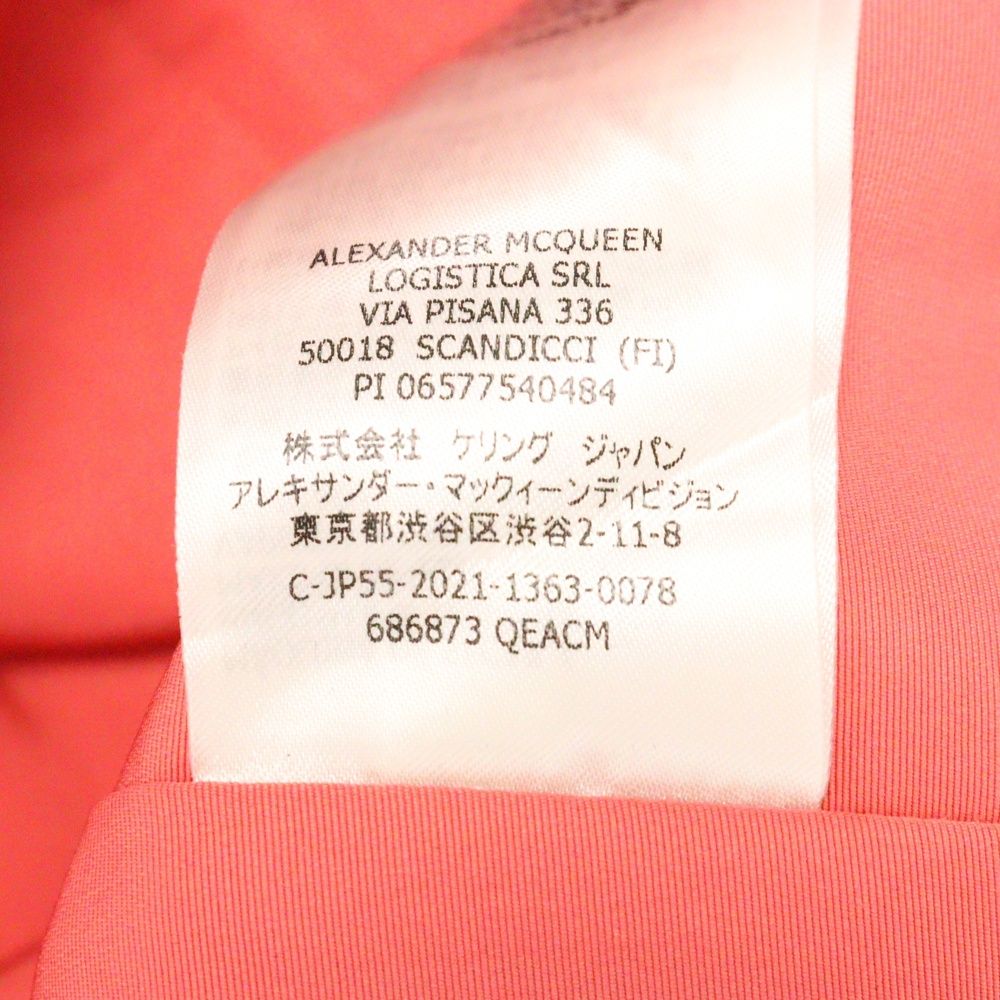 ALEXANDER MCQUEEN
LOGISTICA SRL
VIA PISANA 336
50018 SCANDICCI (FI)
PI 06577540484
株式会社 ケリング ジャパン
アレキサンダー・マックィーンディビジョン
東京都渋谷区渋谷2-11-8
C-JP55-2021-1363-0078
686873 QEACM